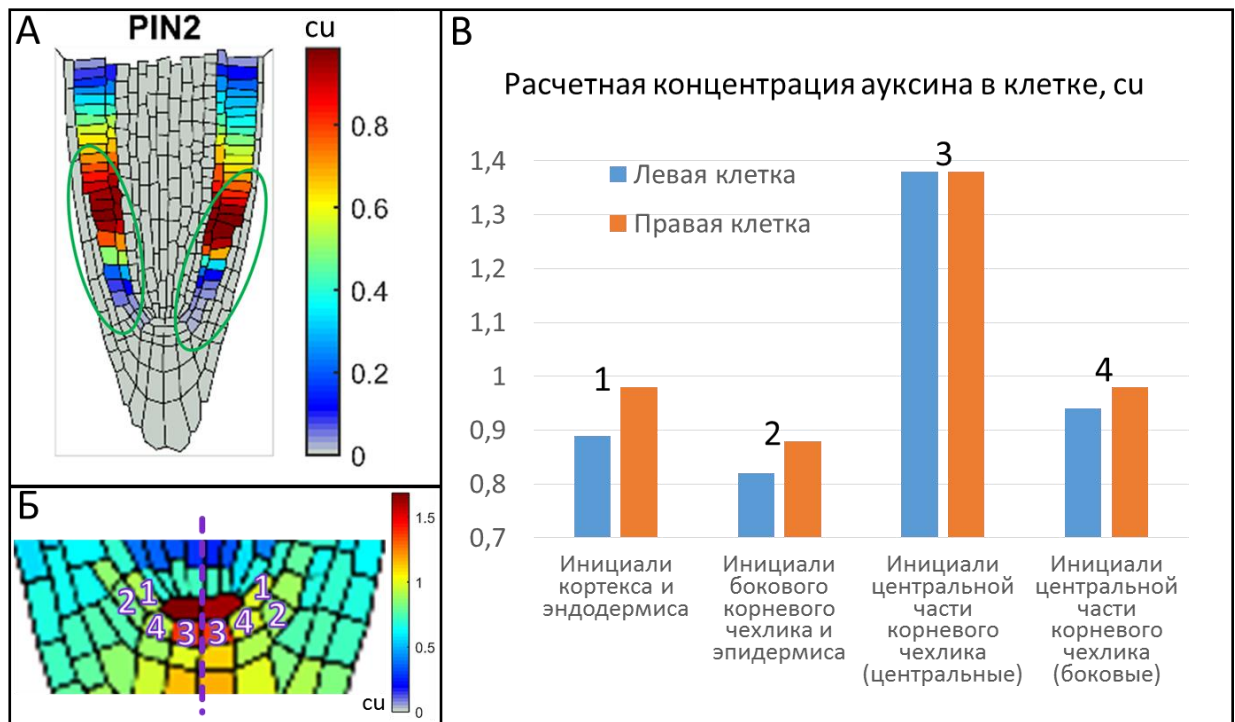 А
PIN2
cu
0.8
0.6
0.4
0.2
0
Б
1.5
1
0
cu
1
2
4
3
3
4
1
2
В
Расчетная концентрация ауксина в клетке, cu
1,4
1,3
1,2
1,1
1
0,9
0,8
0,7
Левая клетка
Правая клетка
1
2
3
4
Инициали
кортекса и
эндодермиса
Инициали
бокового
корневого
чехлика и
эпидермиса
Инициали
центральной
части
корневого
чехлика
(центральные)
Инициали
центральной
части
корневого
чехлика
(боковые)